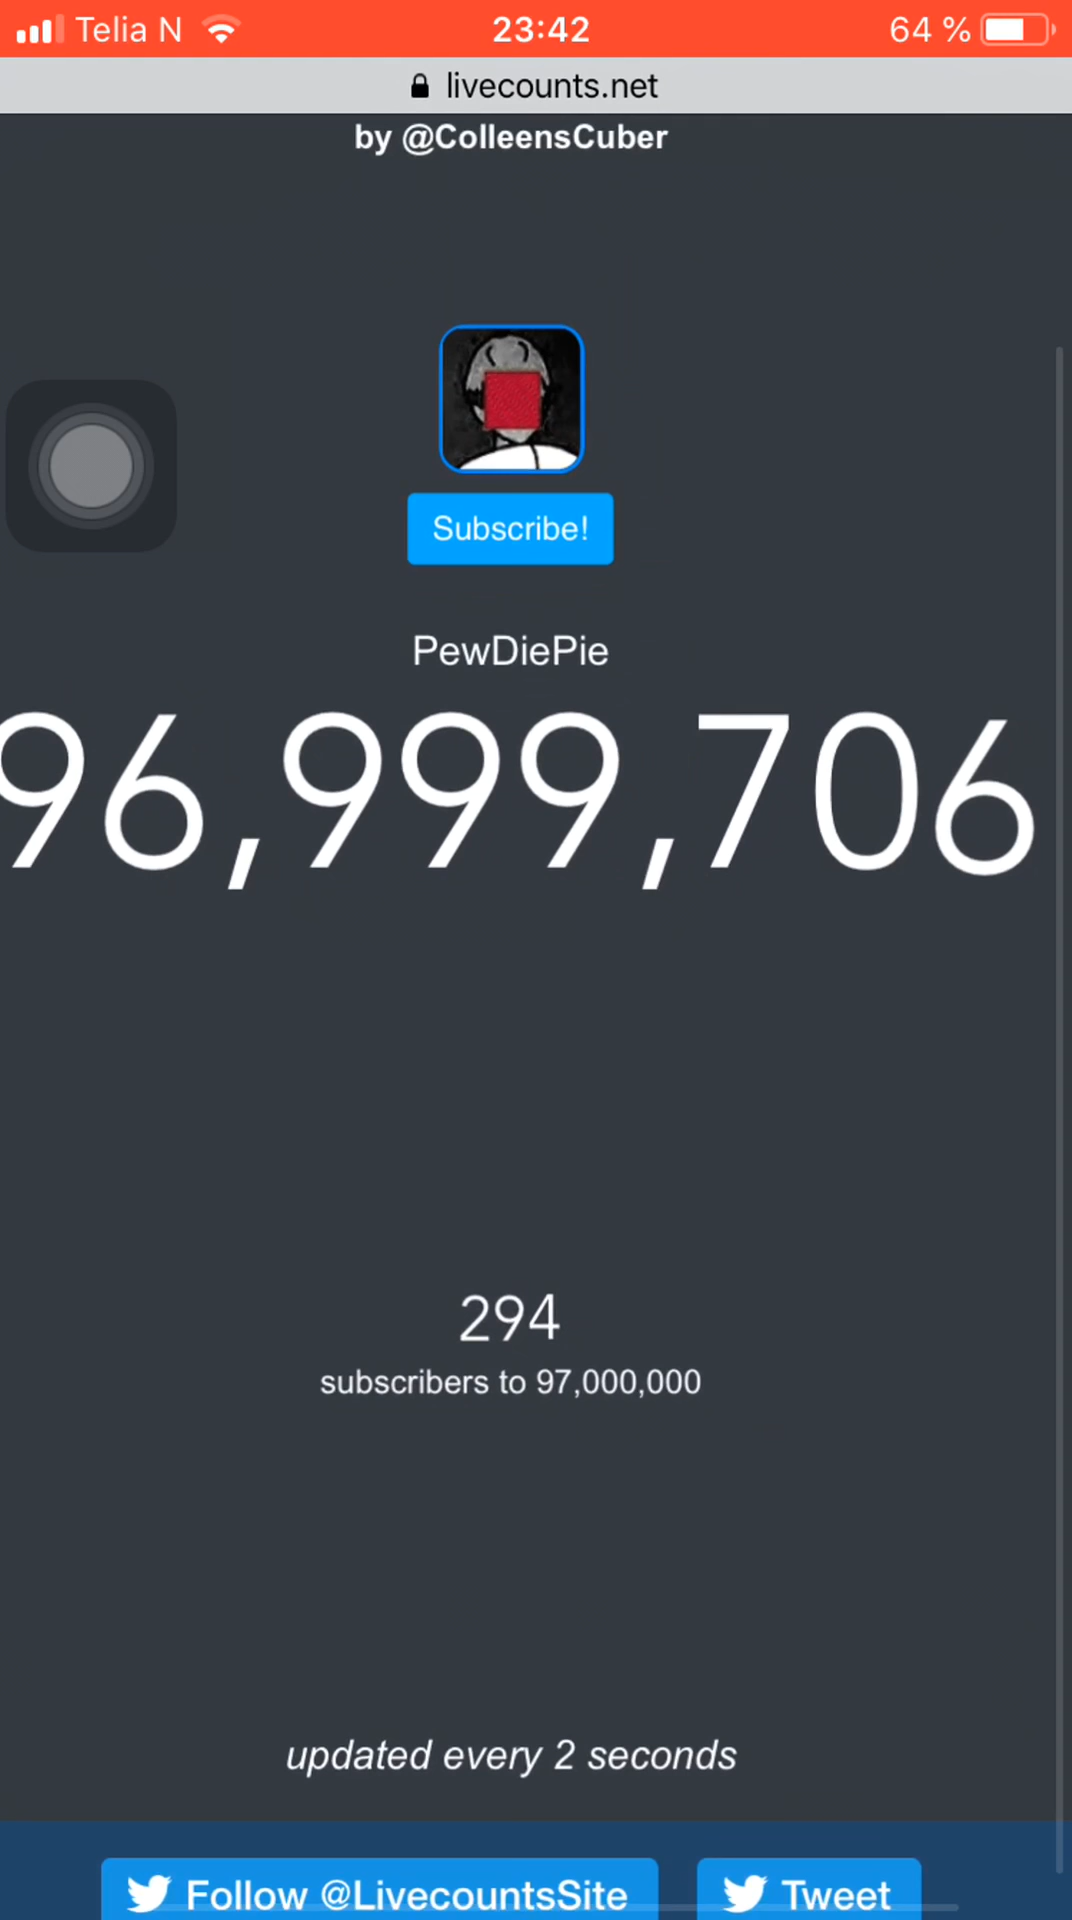 Telia N 23:42 64 %
livecounts.net
by @ColleensCuber
Subscribe!
PewDiePie
96,999,706
294
subscribers to 97,000,000
updated every 2 seconds
Follow @LivecountsSite Tweet